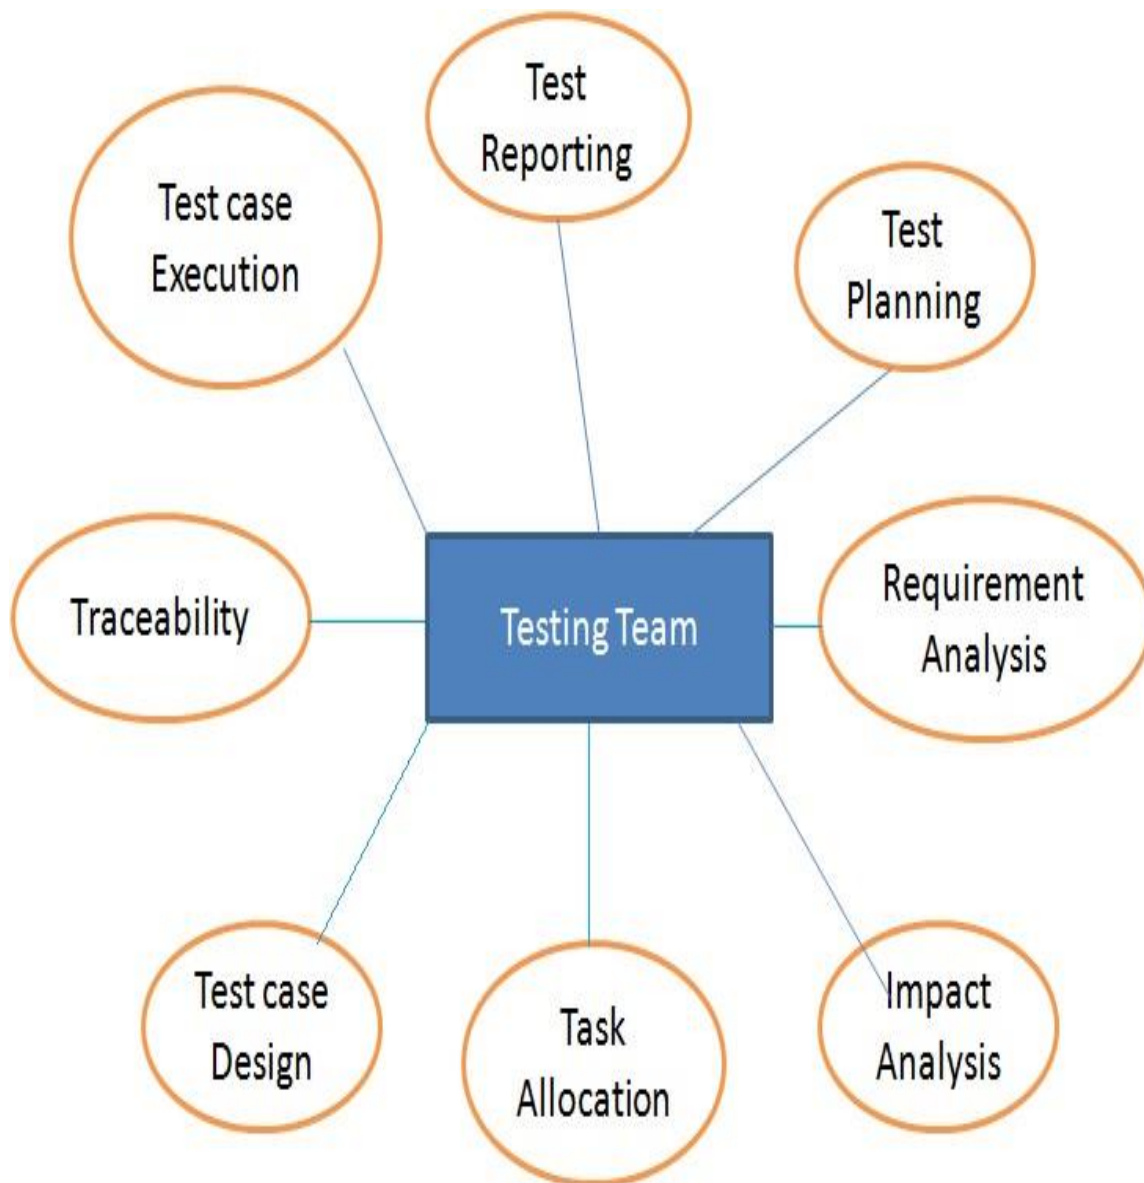 Test
Reporting
Test case
Execution
Test
Planning
Traceability
Testing Team
Requirement
Analysis
Test case
Design
Task
Allocation
Impact
Analysis